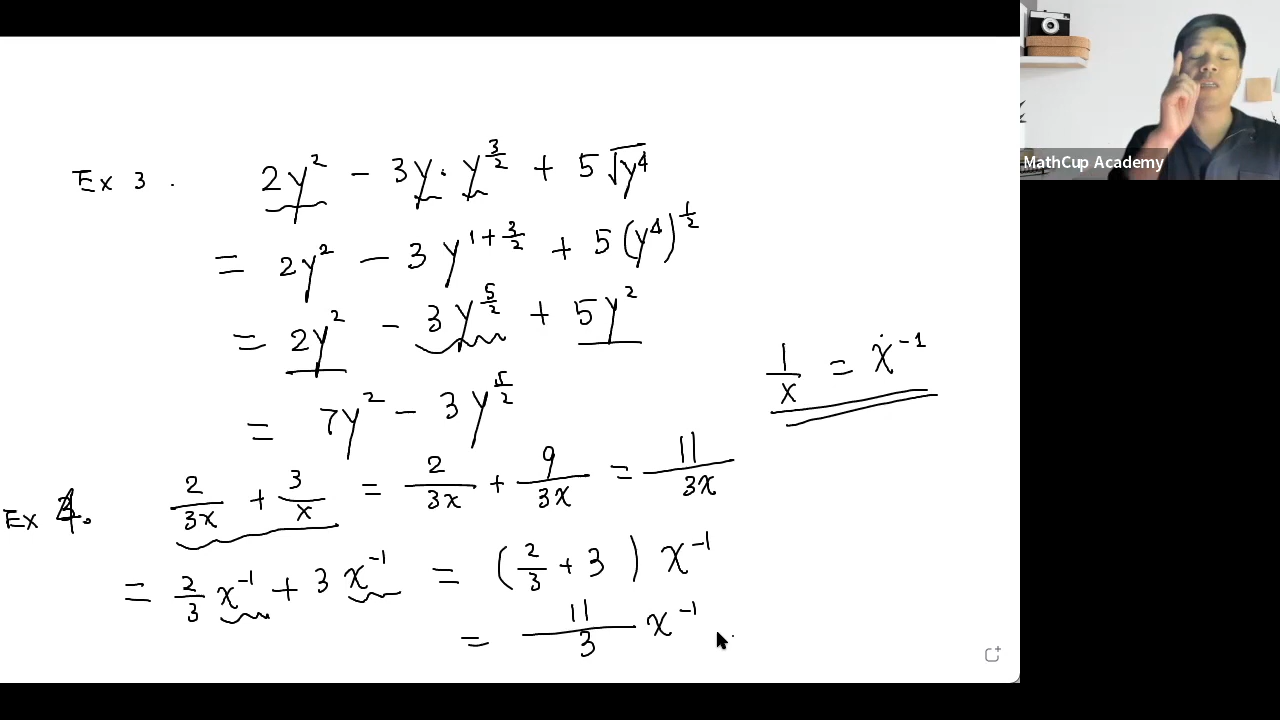 Ex 3. 2y² − 3y · y^(3/2) + 5√y⁴
= 2y² − 3y^(1+3/2) + 5(y⁴)^(1/2)
= 2y² − 3y^(5/2) + 5y²
= 7y² − 3y^(5/2)
1/x = x⁻¹
Ex 4. 2/(3x) + 3/x = 2/(3x) + 9/(3x) = 11/(3x)
= 2/3 x⁻¹ + 3x⁻¹ = (2/3 + 3) x⁻¹
= 11/3 x⁻¹
MathCup Academy